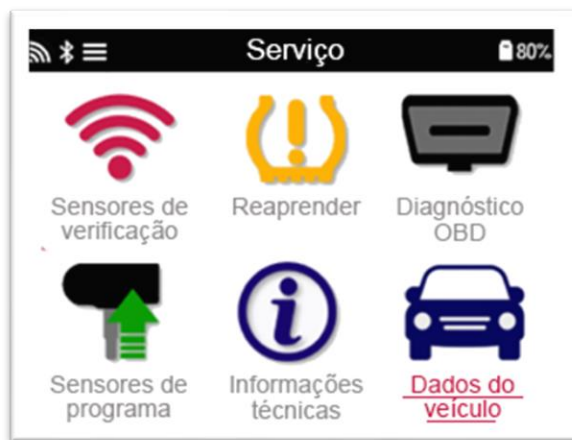 Serviço
80%
Sensores de
verificação
Reaprender
Diagnóstico
OBD
Sensores de
programa
Informações
técnicas
Dados do
veículo